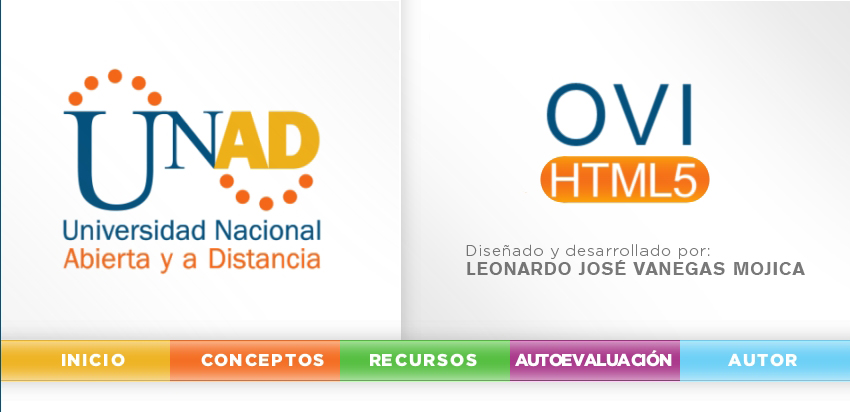 UNAD
Universidad Nacional
Abierta y a Distancia
OVI
HTML5
Diseñado y desarrollado por:
LEONARDO JOSÉ VANEGAS MOJICA
INICIO CONCEPTOS RECURSOS AUTOEVALUACIÓN AUTOR